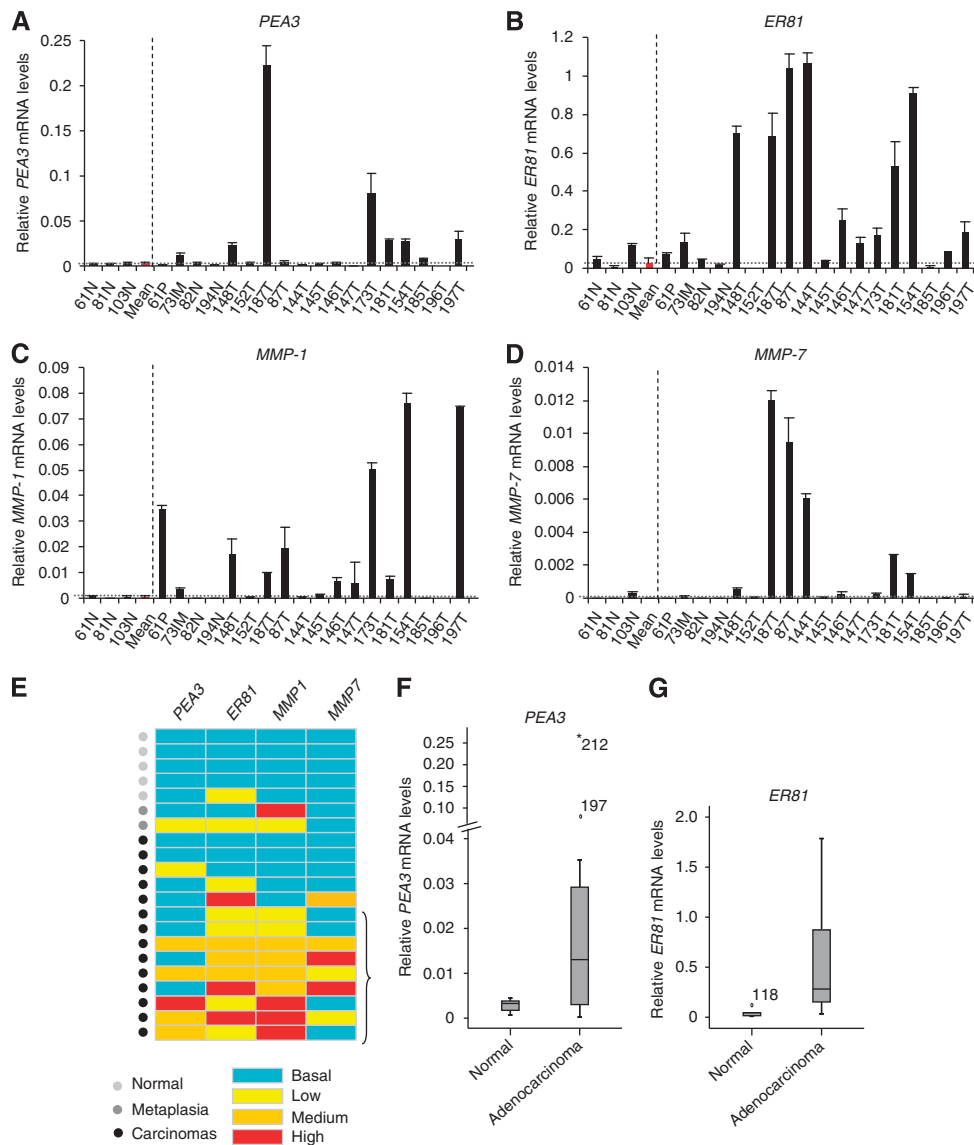 A
PEA3
Relative PEA3 mRNA levels
0.25
0.2
0.15
0.1
0.05
0
61N 81N 103N Mean 61P 73IM 82N 194N 148T 152T 187T 87T 144T 145T 146T 147T 173T 181T 154T 185T 196T 197T
B
ER81
Relative ER81 mRNA levels
1.2
1
0.8
0.6
0.4
0.2
0
61N 81N 103N Mean 61P 73IM 82N 194N 148T 152T 187T 87T 144T 145T 146T 147T 173T 181T 154T 185T 196T 197T
C
MMP-1
Relative MMP-1 mRNA levels
0.09
0.08
0.07
0.06
0.05
0.04
0.03
0.02
0.01
0
61N 81N 103N Mean 61P 73IM 82N 194N 148T 152T 187T 87T 144T 145T 146T 147T 173T 181T 154T 185T 196T 197T
D
MMP-7
Relative MMP-7 mRNA levels
0.014
0.012
0.01
0.008
0.006
0.004
0.002
0
61N 81N 103N Mean 61P 73IM 82N 194N 148T 152T 187T 87T 144T 145T 146T 147T 173T 181T 154T 185T 196T 197T
E
PEA3 ER81 MMP1 MMP7
Normal
Metaplasia
Carcinomas
Basal
Low
Medium
High
F
PEA3
Relative PEA3 mRNA levels
0.25
0.20
0.15
0.10
0.05
0.04
0.03
0.02
0.01
0
*212
197
Normal Adenocarcinoma
G
ER81
Relative ER81 mRNA levels
2.0
1.5
1.0
0.5
0
118
Normal Adenocarcinoma